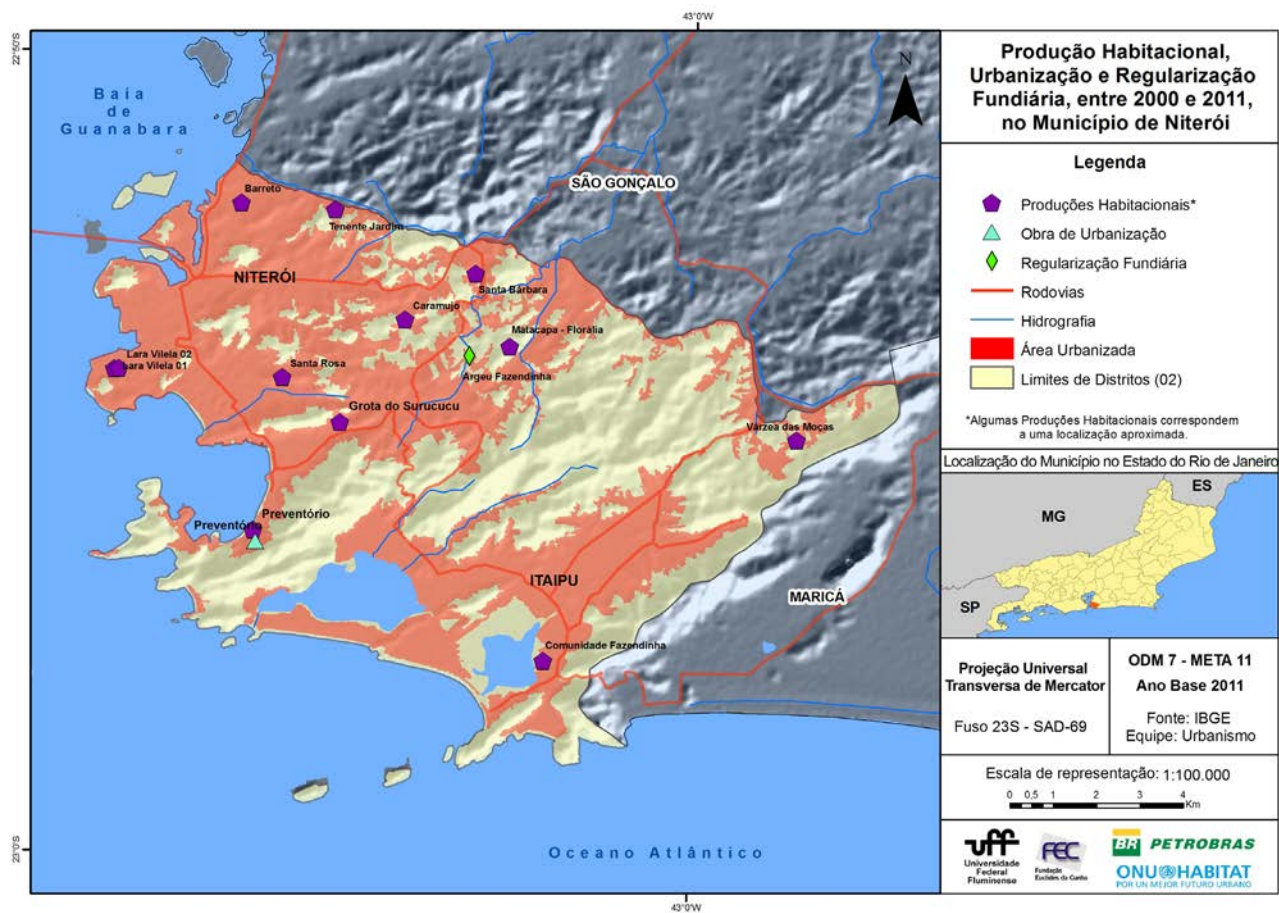 43°0'W
22°50'S
Baia
de
Guanabara
N
SÃO GONÇALO
Barreto
Tenente Jardim
NITERÓI
Santa Bárbara
Caramujo
Matacapa - Florália
Lara Vilela 02
Lara Vilela 01
Santa Rosa
Argeu Fazendinha
Grota do Surucucu
Várzea das Moças
Preventório
Preventório
ITAIPU
MARICÁ
Comunidade Fazendinha
23°0'S
Oceano Atlântico
43°0'W
Produção Habitacional,
Urbanização e Regularização
Fundiária, entre 2000 e 2011,
no Município de Niterói
Legenda
Produções Habitacionais*
Obra de Urbanização
Regularização Fundiária
Rodovias
Hidrografia
Área Urbanizada
Limites de Distritos (02)
*Algumas Produções Habitacionais correspondem
a uma localização aproximada.
Localização do Município no Estado do Rio de Janeiro
ES
MG
SP
Projeção Universal
Transversa de Mercator
Fuso 23S - SAD-69
ODM 7 - META 11
Ano Base 2011
Fonte: IBGE
Equipe: Urbanismo
Escala de representação: 1:100.000
0 0,5 1 2 3 4
Km
uff
Universidade
Federal
Fluminense
FEC
Fundação
Euclides da Cunha
BR PETROBRAS
ONU HABITAT
POR UN MEJOR FUTURO URBANO